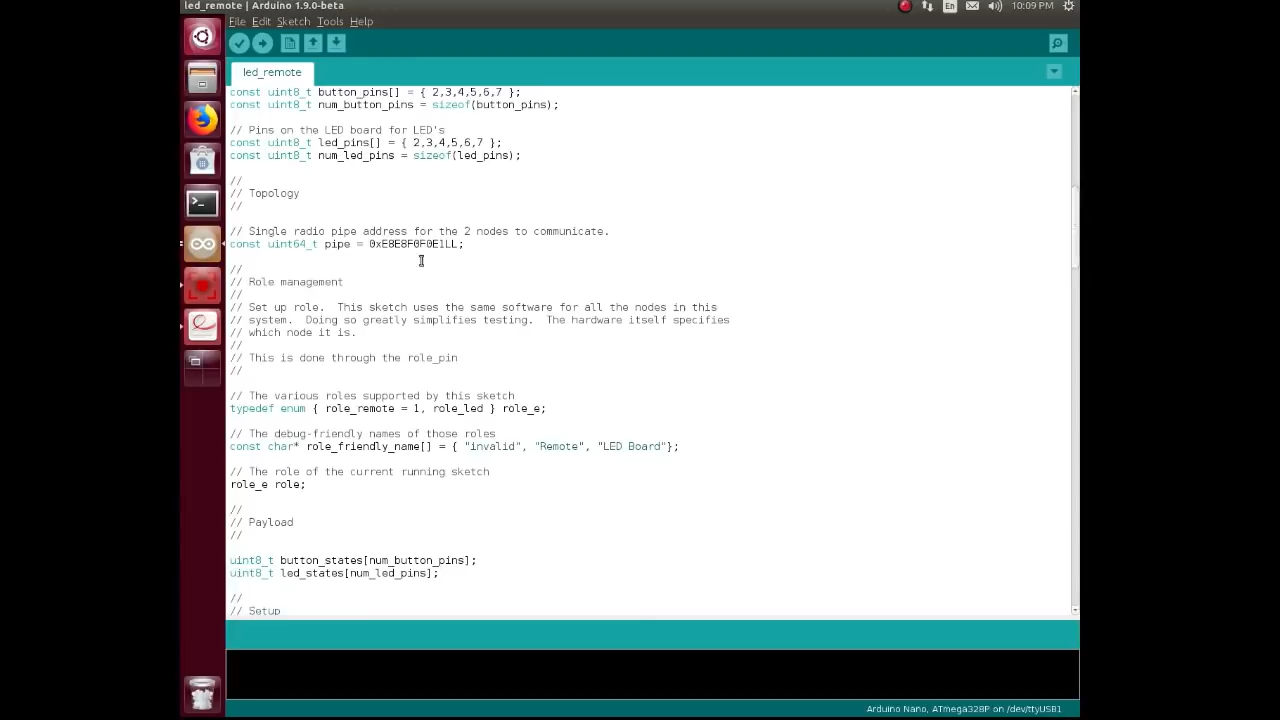 led_remote | Arduino 1.9.0-beta
En
10:09 PM
File Edit Sketch Tools Help
led_remote
const uint8_t button_pins[] = { 2,3,4,5,6,7 };
const uint8_t num_button_pins = sizeof(button_pins);
// Pins on the LED board for LED's
const uint8_t led_pins[] = { 2,3,4,5,6,7 };
const uint8_t num_led_pins = sizeof(led_pins);
//
// Topology
//
// Single radio pipe address for the 2 nodes to communicate.
const uint64_t pipe = 0xE8E8F0F0E1LL;
//
// Role management
//
// Set up role.  This sketch uses the same software for all the nodes in this
// system.  Doing so greatly simplifies testing.  The hardware itself specifies
// which node it is.
//
// This is done through the role_pin
//
// The various roles supported by this sketch
typedef enum { role_remote = 1, role_led } role_e;
// The debug-friendly names of those roles
const char* role_friendly_name[] = { "invalid", "Remote", "LED Board"};
// The role of the current running sketch
role_e role;
//
// Payload
//
uint8_t button_states[num_button_pins];
uint8_t led_states[num_led_pins];
//
// Setup
Arduino Nano, ATmega328P on /dev/ttyUSB1